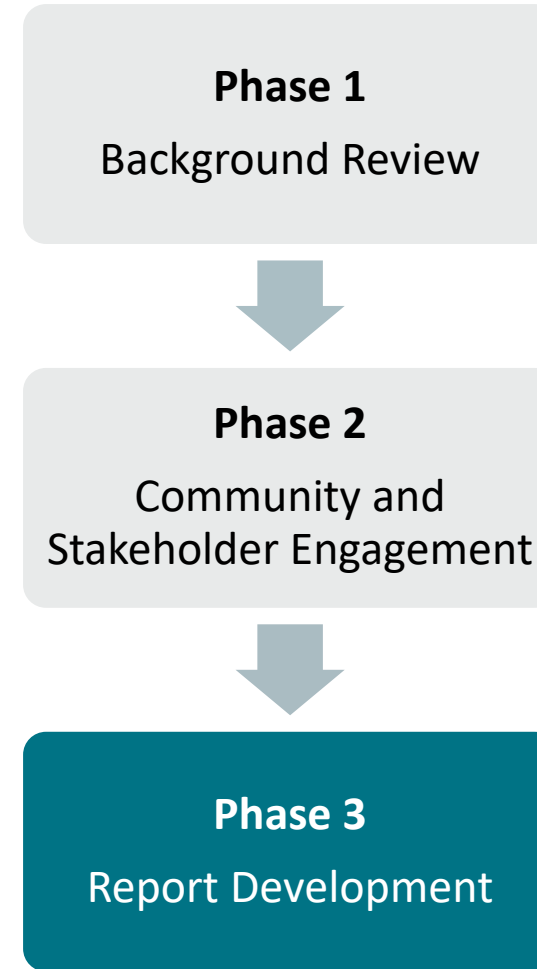 Phase 1
Background Review
Phase 2
Community and
Stakeholder Engagement
Phase 3
Report Development